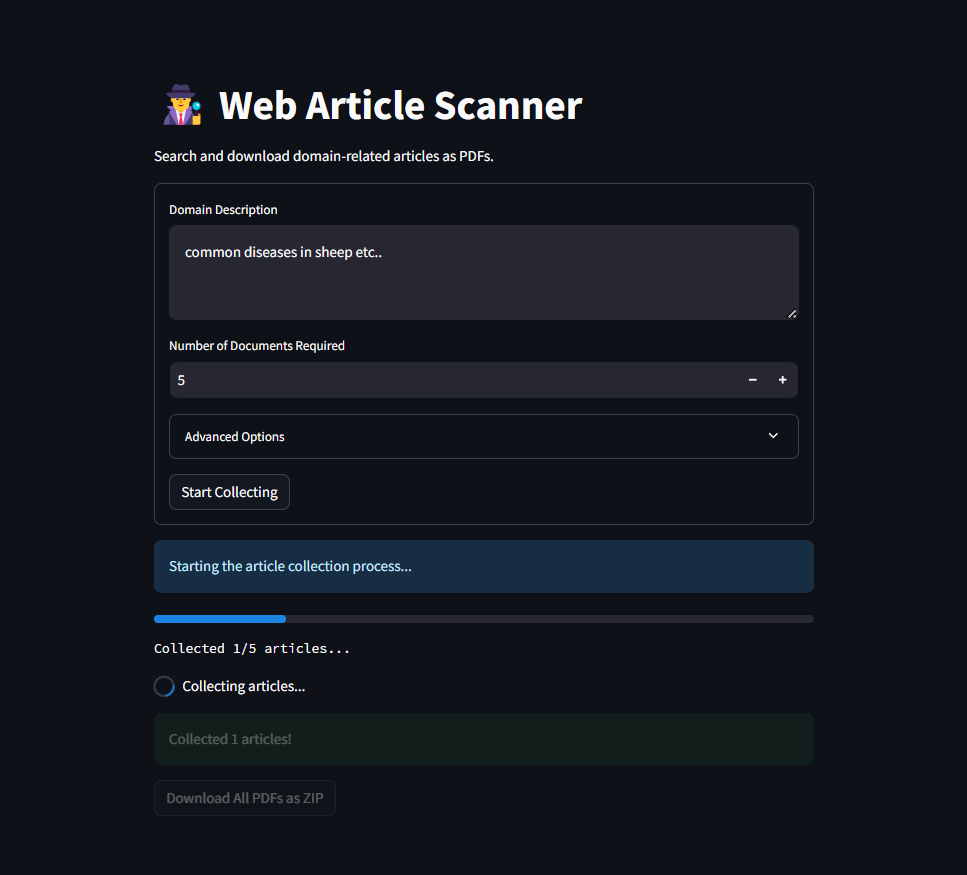 Web Article Scanner
Search and download domain-related articles as PDFs.
Domain Description
common diseases in sheep etc..
Number of Documents Required
5
Advanced Options
Start Collecting
Starting the article collection process...
Collected 1/5 articles...
Collecting articles...
Collected 1 articles!
Download All PDFs as ZIP